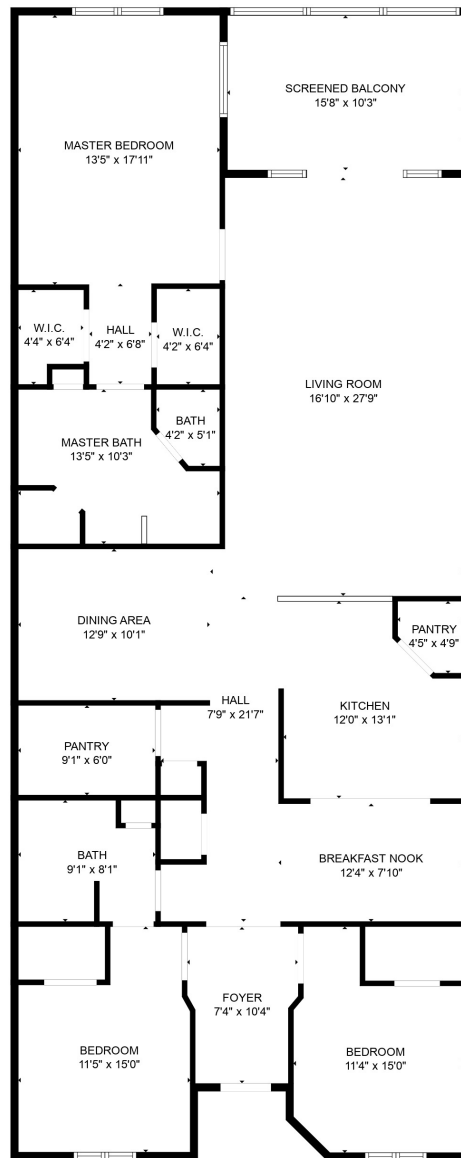 SCREENED BALCONY
15'8" x 10'3"
MASTER BEDROOM
13'5" x 17'11"
W.I.C.
4'4" x 6'4"
HALL
4'2" x 6'8"
W.I.C.
4'2" x 6'4"
LIVING ROOM
16'10" x 27'9"
BATH
4'2" x 5'1"
MASTER BATH
13'5" x 10'3"
DINING AREA
12'9" x 10'1"
PANTRY
4'5" x 4'9"
HALL
7'9" x 21'7"
KITCHEN
12'0" x 13'1"
PANTRY
9'1" x 6'0"
BATH
9'1" x 8'1"
BREAKFAST NOOK
12'4" x 7'10"
FOYER
7'4" x 10'4"
BEDROOM
11'5" x 15'0"
BEDROOM
11'4" x 15'0"